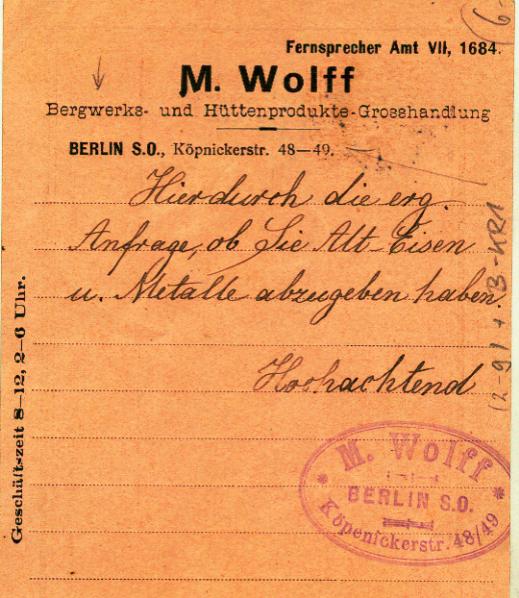 Fernsprecher Amt VII, 1684.
M. Wolff
Bergwerks- und Hüttenprodukte-Grosshandlung
BERLIN S.O., Köpnickerstr. 48—49.
Hierdurch die erg.
Anfrage, ob Sie Alt-Eisen
u. Metalle abzugeben haben.
Hochachtend
Geschäftszeit 8–12, 2–6 Uhr.
* M. Wolff *
BERLIN S.O.
Köpenickerstr. 48/49